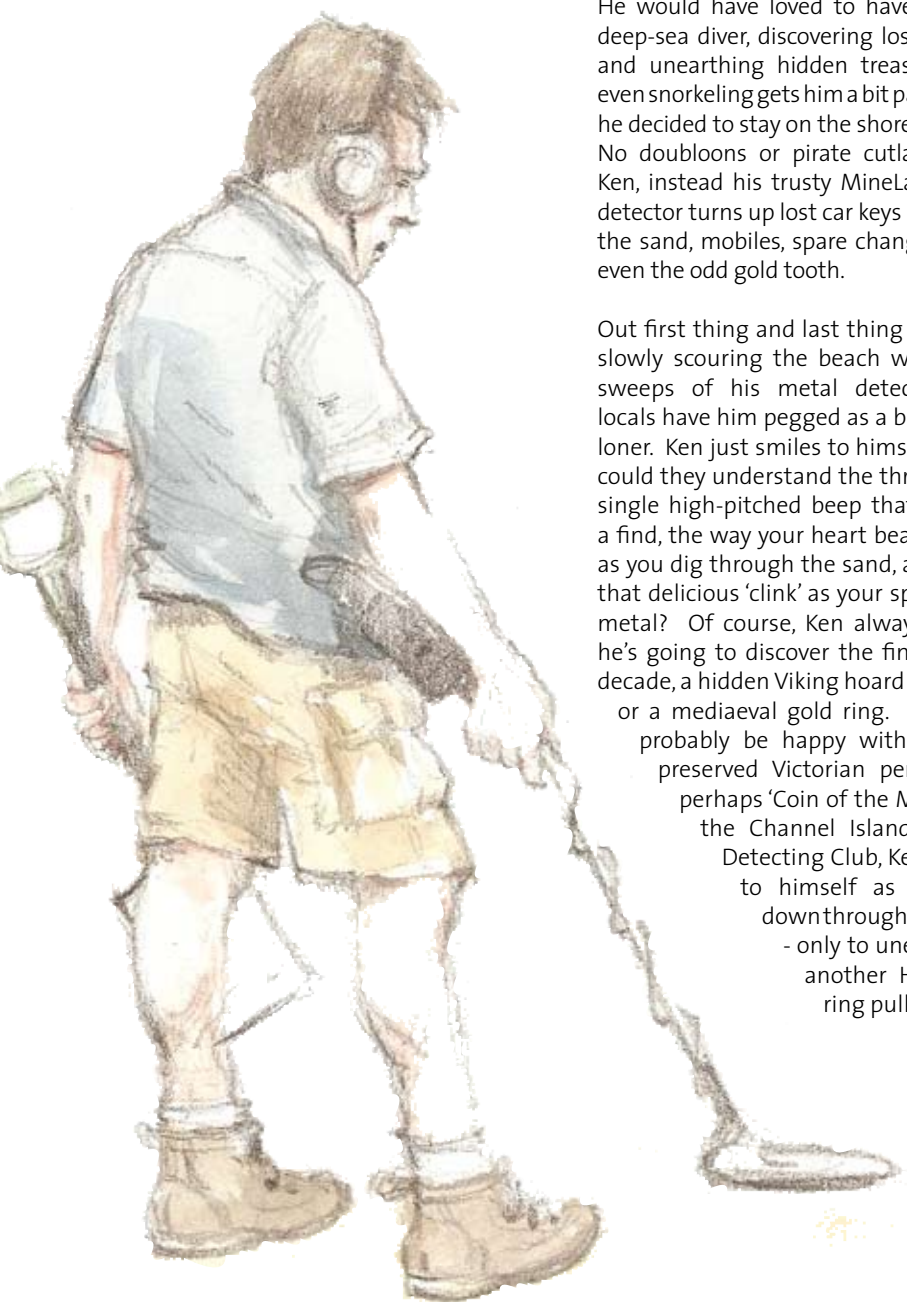 He would have loved to have
deep-sea diver, discovering los
and unearthing hidden treas
even snorkeling gets him a bit pa
he decided to stay on the shore
No doubloons or pirate cutla
Ken, instead his trusty MineLa
detector turns up lost car keys
the sand, mobiles, spare chang
even the odd gold tooth.
Out first thing and last thing
slowly scouring the beach w
sweeps of his metal detec
locals have him pegged as a b
loner. Ken just smiles to hims
could they understand the thr
single high-pitched beep that
a find, the way your heart bea
as you dig through the sand, a
that delicious ‘clink’ as your sp
metal? Of course, Ken alway
he’s going to discover the fin
decade, a hidden Viking hoard
or a mediaeval gold ring.
probably be happy with
preserved Victorian pe
perhaps ‘Coin of the M
the Channel Island
Detecting Club, Ke
to himself as
down through
- only to une
another H
ring pull